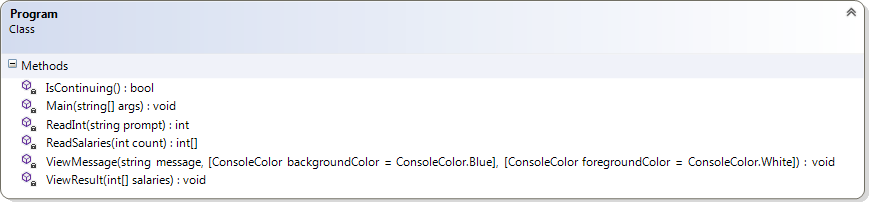 Program
Class
Methods
IsContinuing() : bool
Main(string[] args) : void
ReadInt(string prompt) : int
ReadSalaries(int count) : int[]
ViewMessage(string message, [ConsoleColor backgroundColor = ConsoleColor.Blue], [ConsoleColor foregroundColor = ConsoleColor.White]) : void
ViewResult(int[] salaries) : void